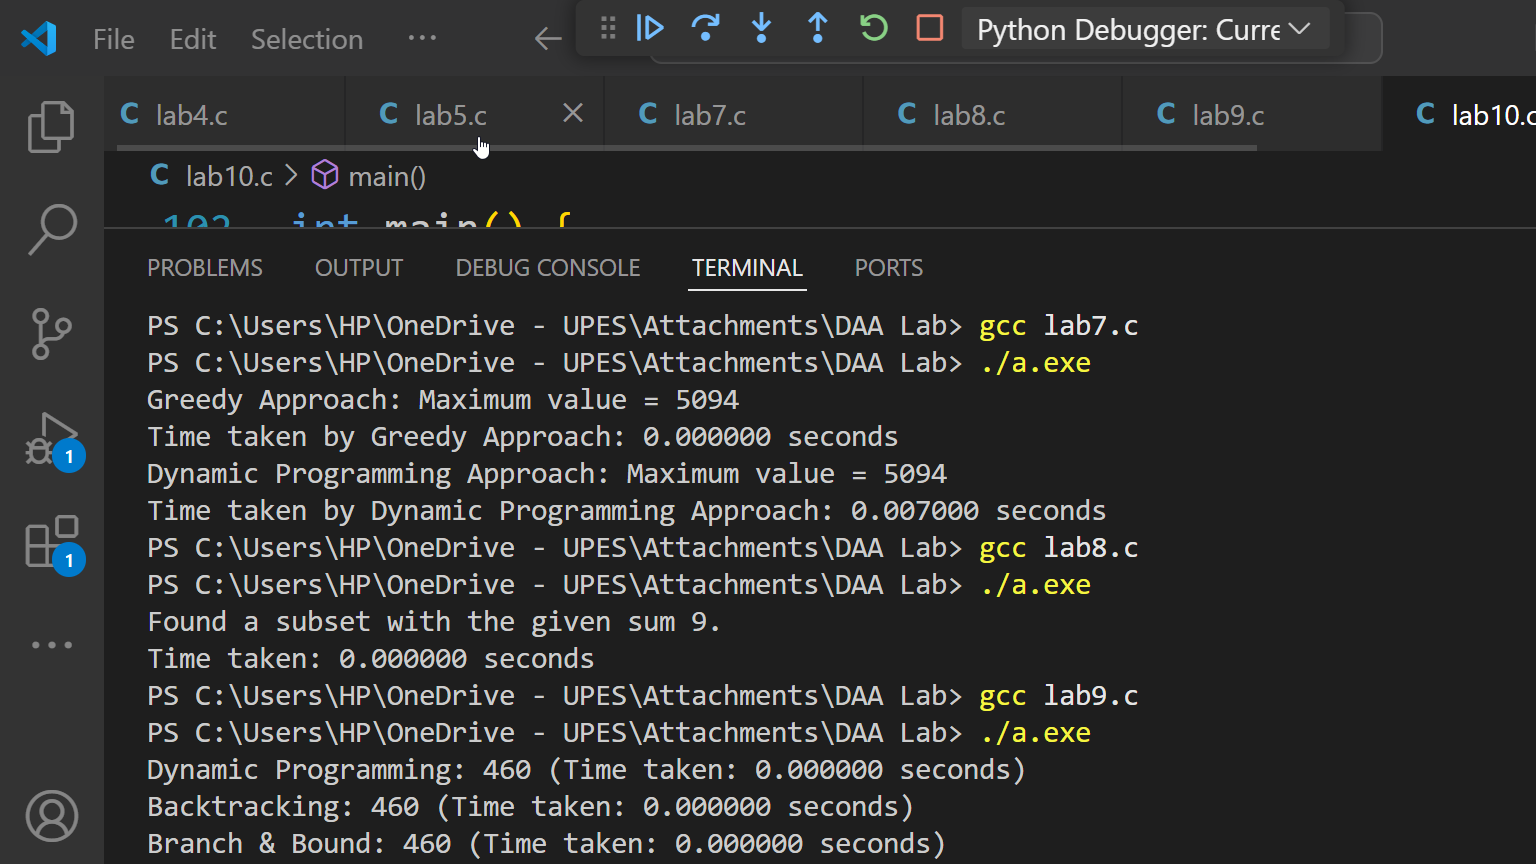 File Edit Selection ...
Python Debugger: Curre
lab4.c lab5.c lab7.c lab8.c lab9.c lab10.c
lab10.c > main()
102 int main() {
PROBLEMS OUTPUT DEBUG CONSOLE TERMINAL PORTS
PS C:\Users\HP\OneDrive - UPES\Attachments\DAA Lab> gcc lab7.c
PS C:\Users\HP\OneDrive - UPES\Attachments\DAA Lab> ./a.exe
Greedy Approach: Maximum value = 5094
Time taken by Greedy Approach: 0.000000 seconds
Dynamic Programming Approach: Maximum value = 5094
Time taken by Dynamic Programming Approach: 0.007000 seconds
PS C:\Users\HP\OneDrive - UPES\Attachments\DAA Lab> gcc lab8.c
PS C:\Users\HP\OneDrive - UPES\Attachments\DAA Lab> ./a.exe
Found a subset with the given sum 9.
Time taken: 0.000000 seconds
PS C:\Users\HP\OneDrive - UPES\Attachments\DAA Lab> gcc lab9.c
PS C:\Users\HP\OneDrive - UPES\Attachments\DAA Lab> ./a.exe
Dynamic Programming: 460 (Time taken: 0.000000 seconds)
Backtracking: 460 (Time taken: 0.000000 seconds)
Branch & Bound: 460 (Time taken: 0.000000 seconds)
1
1